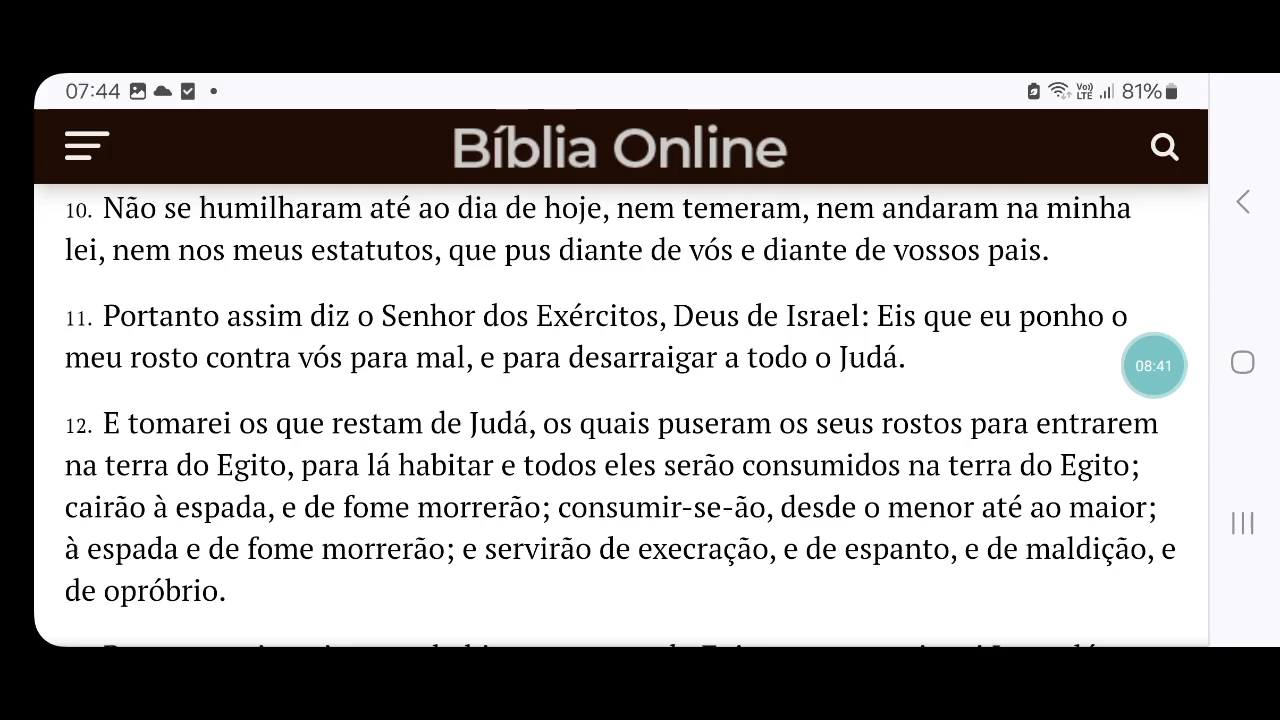 07:44
Vo)) LTE
81%
Bíblia Online
10. Não se humilharam até ao dia de hoje, nem temeram, nem andaram na minha
lei, nem nos meus estatutos, que pus diante de vós e diante de vossos pais.
11. Portanto assim diz o Senhor dos Exércitos, Deus de Israel: Eis que eu ponho o
meu rosto contra vós para mal, e para desarraigar a todo o Judá.
08:41
12. E tomarei os que restam de Judá, os quais puseram os seus rostos para entrarem
na terra do Egito, para lá habitar e todos eles serão consumidos na terra do Egito;
cairão à espada, e de fome morrerão; consumir-se-ão, desde o menor até ao maior;
à espada e de fome morrerão; e servirão de execração, e de espanto, e de maldição, e
de opróbrio.